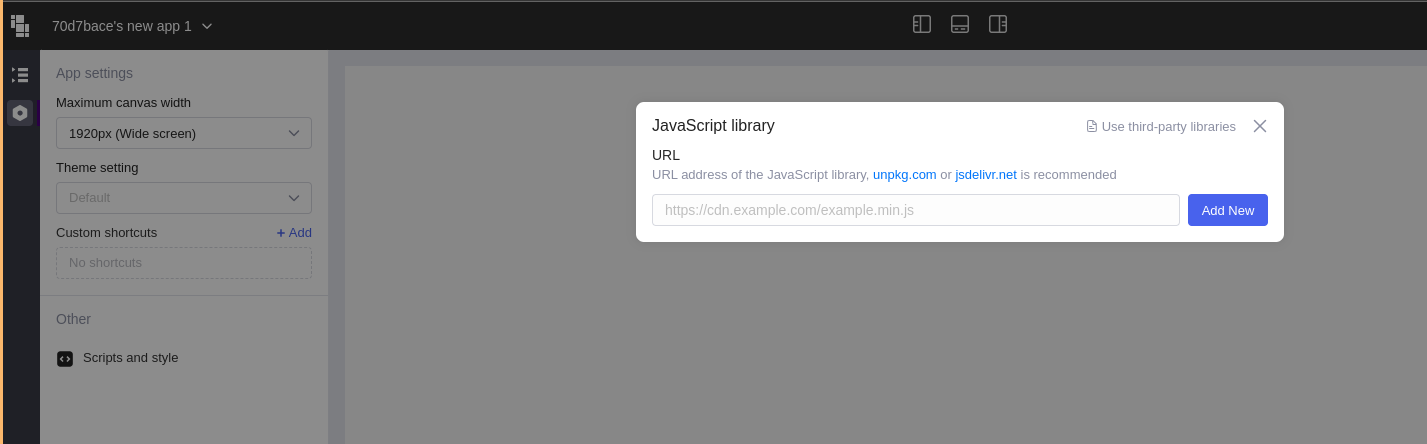 70d7bace's new app 1
App settings
Maximum canvas width
1920px (Wide screen)
Theme setting
Default
Custom shortcuts
+ Add
No shortcuts
Other
Scripts and style
JavaScript library
Use third-party libraries
URL
URL address of the JavaScript library, unpkg.com or jsdelivr.net is recommended
https://cdn.example.com/example.min.js
Add New